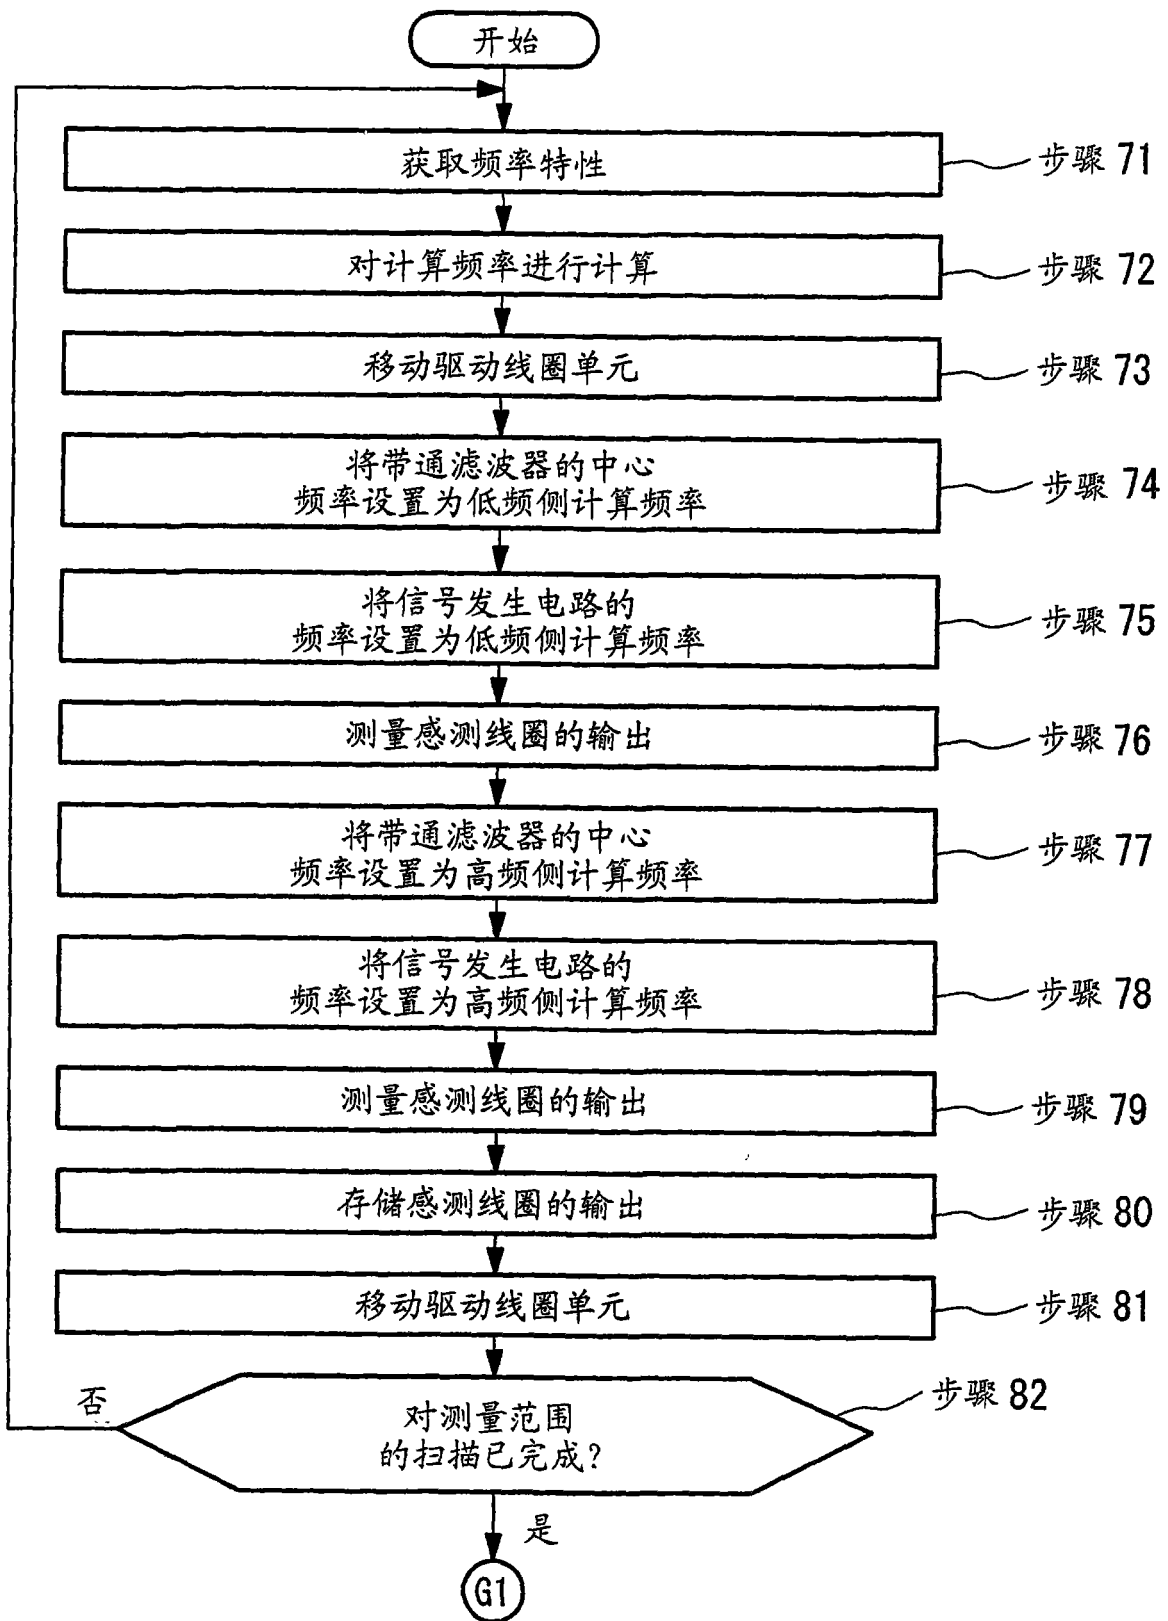 开始
获取频率特性
步骤 71
对计算频率进行计算
步骤 72
移动驱动线圈单元
步骤 73
将带通滤波器的中心
频率设置为低频侧计算频率
步骤 74
将信号发生电路的
频率设置为低频侧计算频率
步骤 75
测量感测线圈的输出
步骤 76
将带通滤波器的中心
频率设置为高频侧计算频率
步骤 77
将信号发生电路的
频率设置为高频侧计算频率
步骤 78
测量感测线圈的输出
步骤 79
存储感测线圈的输出
步骤 80
移动驱动线圈单元
步骤 81
否
对测量范围
的扫描已完成?
步骤 82
是
G1